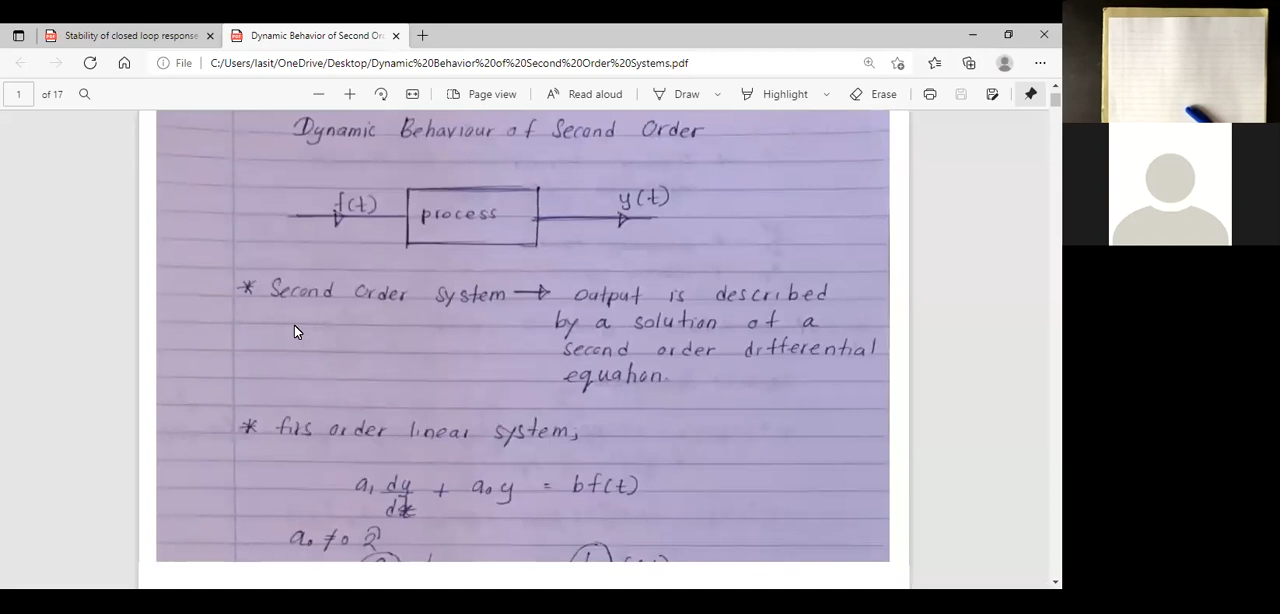 Stability of closed loop response
Dynamic Behavior of Second Or
File
C:/Users/lasit/OneDrive/Desktop/Dynamic%20Behavior%20of%20Second%20Order%20Systems.pdf
1 of 17
Page view
Read aloud
Draw
Highlight
Erase
Dynamic Behaviour of Second Order
f(t)
process
y(t)
* Second Order system → output is described
by a solution of a
second order differential
equation.
* firs order linear system,
a₁ dy/dt + a₀y = bf(t)
a₀ ≠ 0